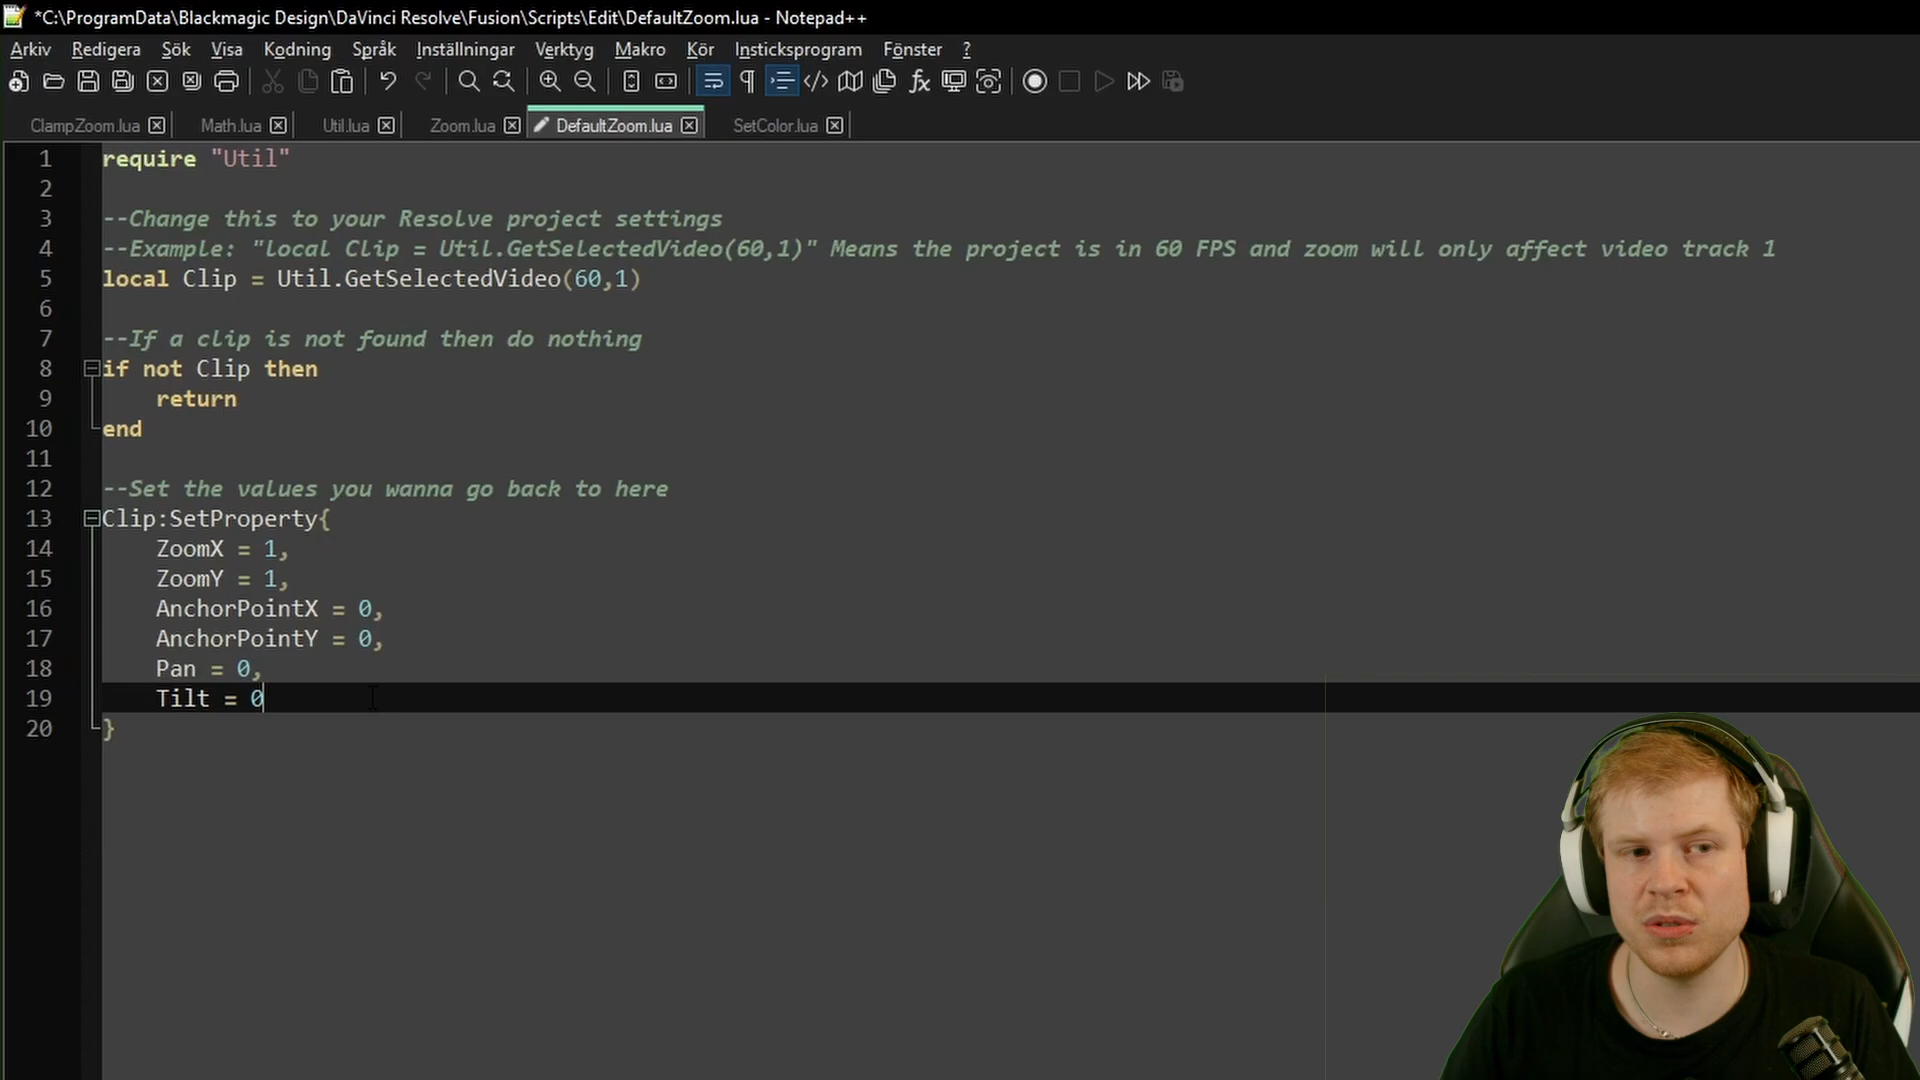 *C:\ProgramData\Blackmagic Design\DaVinci Resolve\Fusion\Scripts\Edit\DefaultZoom.lua - Notepad++
Arkiv Redigera Sök Visa Kodning Språk Inställningar Verktyg Makro Kör Insticksprogram Fönster ?
ClampZoom.lua Math.lua Util.lua Zoom.lua DefaultZoom.lua SetColor.lua
1 require "Util"
2
3 --Change this to your Resolve project settings
4 --Example: "local Clip = Util.GetSelectedVideo(60,1)" Means the project is in 60 FPS and zoom will only affect video track 1
5 local Clip = Util.GetSelectedVideo(60,1)
6
7 --If a clip is not found then do nothing
8 if not Clip then
9 return
10 end
11
12 --Set the values you wanna go back to here
13 Clip:SetProperty{
14 ZoomX = 1,
15 ZoomY = 1,
16 AnchorPointX = 0,
17 AnchorPointY = 0,
18 Pan = 0,
19 Tilt = 0
20 }